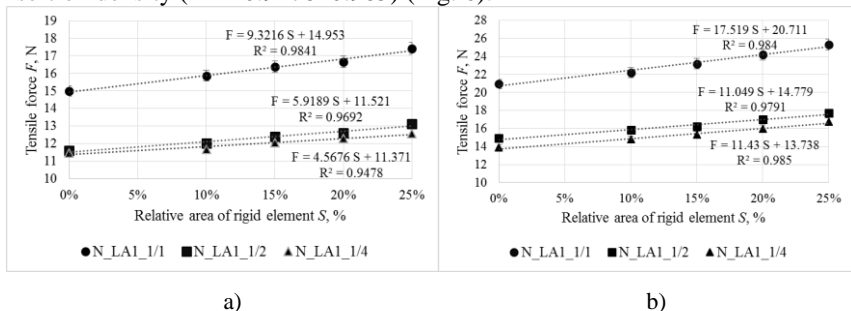 F = 9.3216 S + 14.953
R² = 0.9841
F = 5.9189 S + 11.521
R² = 0.9692
F = 4.5676 S + 11.371
R² = 0.9478
Tensile force F, N
19
18
17
16
15
14
13
12
11
10
0%
10%
15%
20%
25%
Relative area of rigid element S, %
N_LA1_1/1 N_LA1_1/2 N_LA1_1/4
a)
F = 17.519 S + 20.711
R² = 0.984
F = 11.049 S + 14.779
R² = 0.9791
F = 11.43 S + 13.738
R² = 0.985
Tensile force F, N
28
26
24
22
20
18
16
14
12
10
0%
10%
15%
20%
25%
Relative area of rigid element S, %
N_LA1_1/1 N_LA1_1/2 N_LA1_1/4
b)